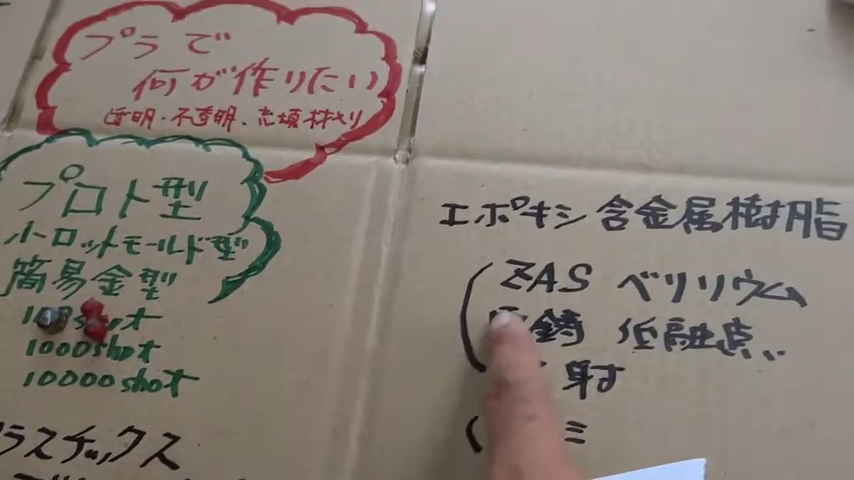 プラで
何が作りたい
透明・不透明、充填材入り
プロト型
小ロットモールド型
簡易金型
100shot
1000shot
10000shot
ラスチックス
エポキシ含金属樹脂
ZAS ベリリウム
鋳 低融点..
射
ミ